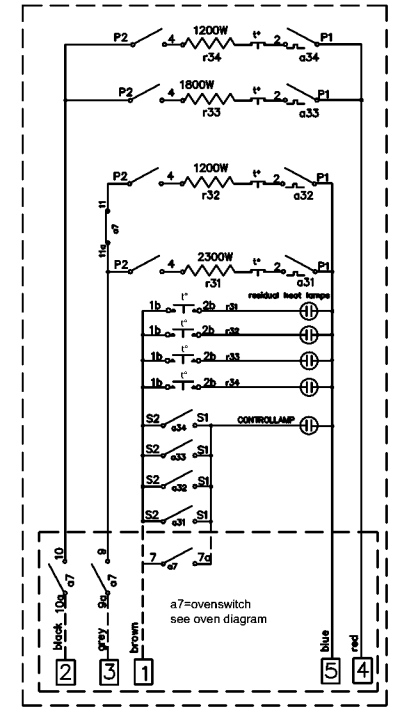 1200W
P2 4 t° 2 P1
r34 a34
1800W
P2 4 t° 2 P1
r33 a33
1200W
P2 4 t° 2 P1
r32 a32
11
a7
11a
2300W
P2 4 t° 2 P1
r31 a31
residual heat lamps
t°
1b 2b r31
t°
1b 2b r32
t°
1b 2b r33
t°
1b 2b r34
S2 S1 CONTROLLAMP
a34
S2 S1
a33
S2 S1
a32
S2 S1
a31
10 9 7 7a
a7 a7 a7
10a 9a
a7=ovenswitch
see oven diagram
black grey brown blue red
2 3 1 5 4